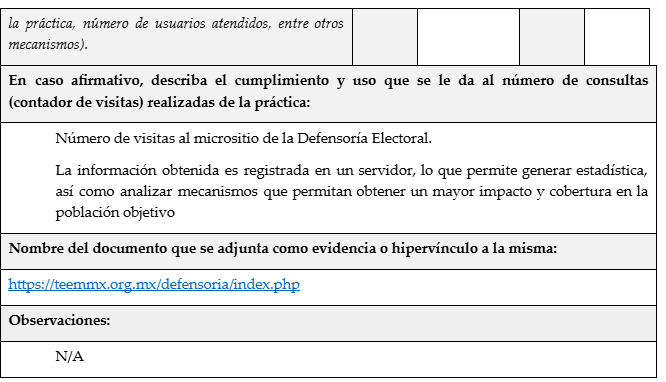 la práctica, número de usuarios atendidos, entre otros
mecanismos).
En caso afirmativo, describa el cumplimiento y uso que se le da al número de consultas
(contador de visitas) realizadas de la práctica:
Número de visitas al micrositio de la Defensoría Electoral.
La información obtenida es registrada en un servidor, lo que permite generar estadística,
así como analizar mecanismos que permitan obtener un mayor impacto y cobertura en la
población objetivo
Nombre del documento que se adjunta como evidencia o hipervínculo a la misma:
https://teemmx.org.mx/defensoria/index.php
Observaciones:
N/A